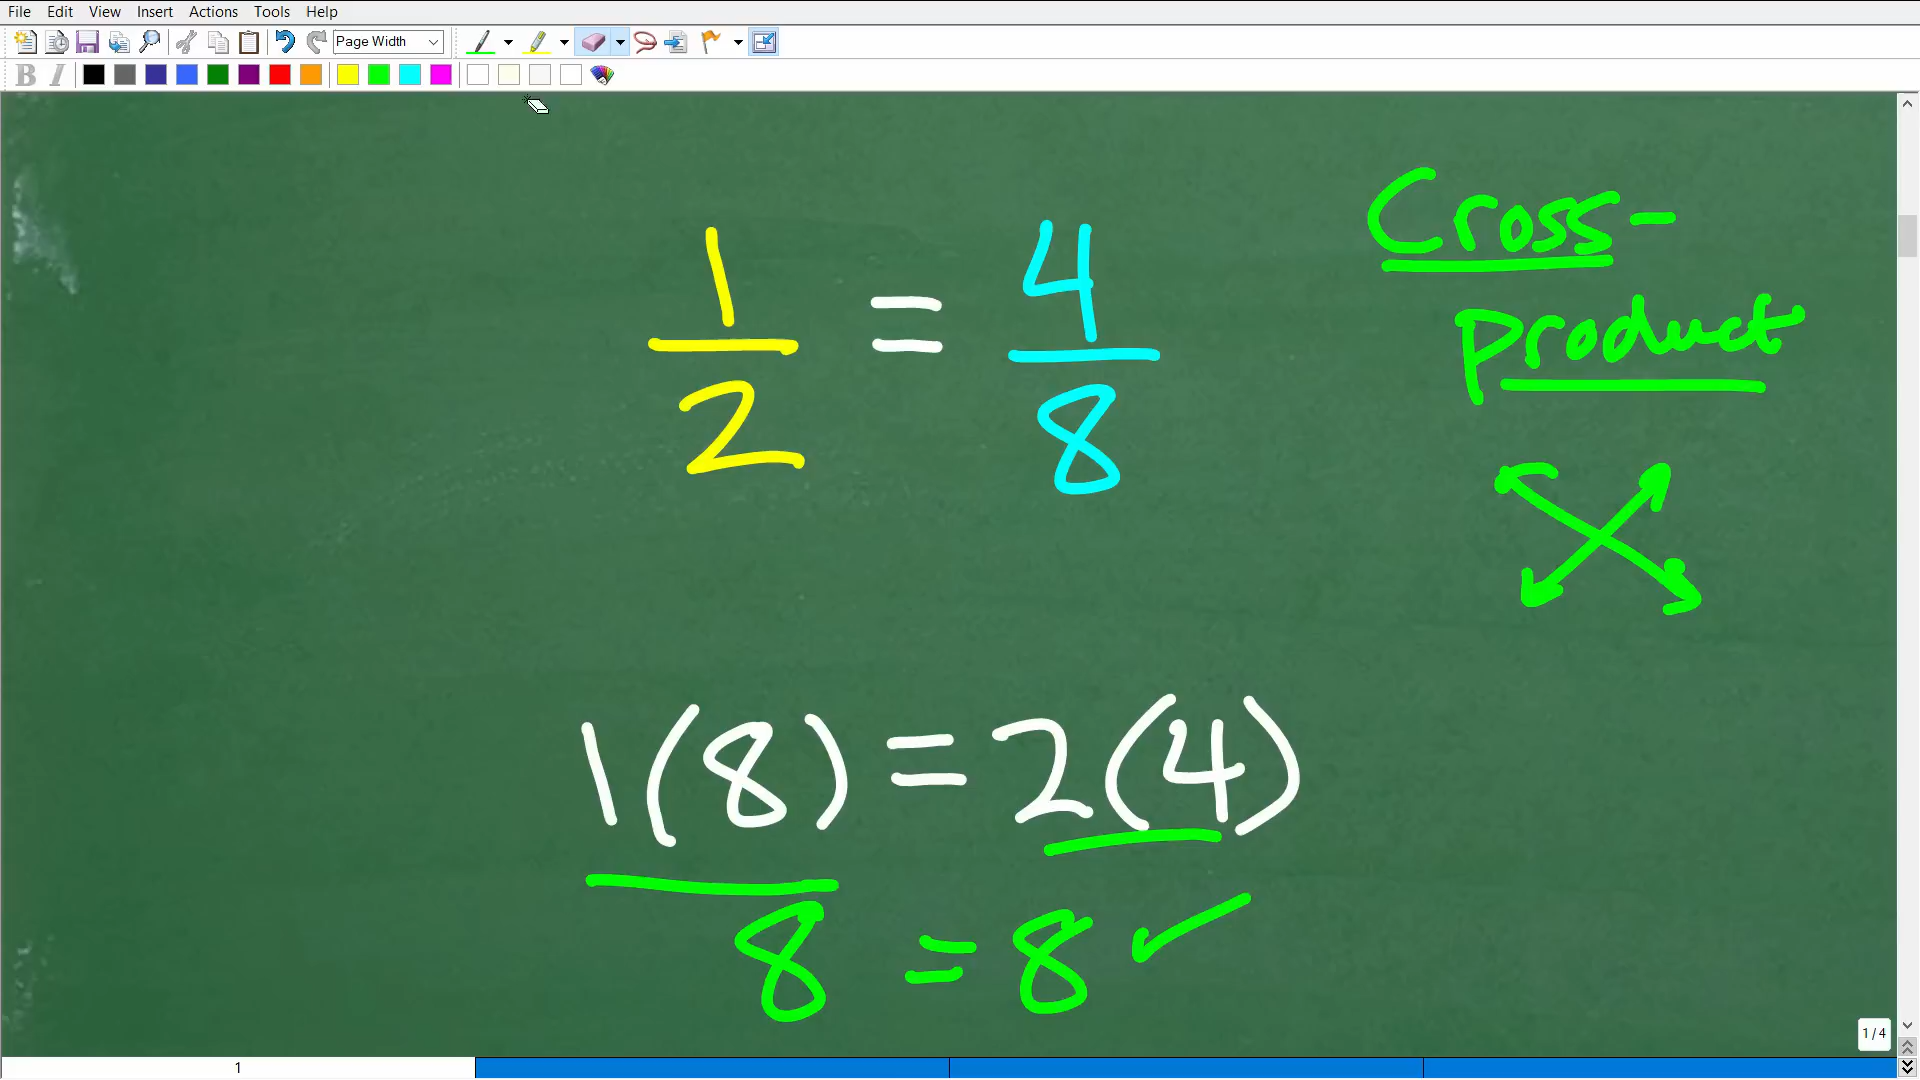 File Edit View Insert Actions Tools Help
Page Width
B I
Cross-
product
1/2 = 4/8
1(8) = 2(4)
8 = 8 ✓
1/4
1